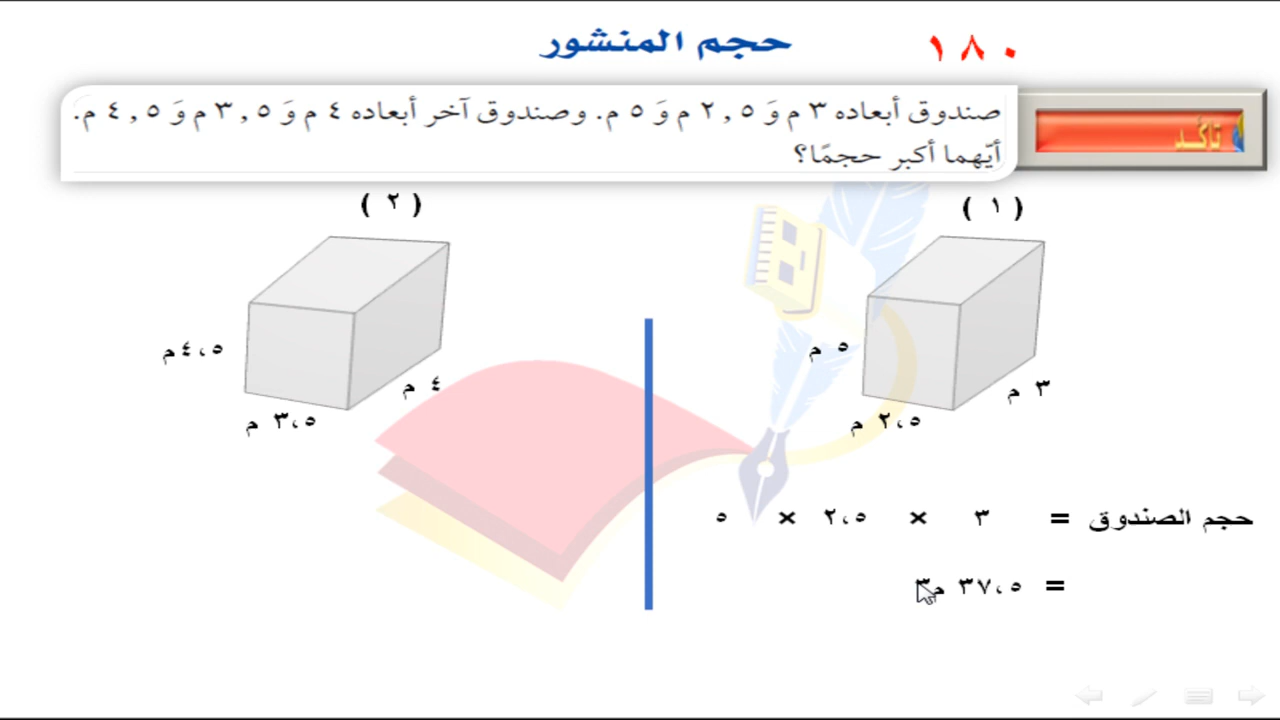 حجم المنشور
١٨٠
تأكّـد
صندوق أبعاده ٣ م وَ ٢,٥ م وَ ٥ م. وصندوق آخر أبعاده ٤ م وَ ٣,٥ م وَ ٤,٥ م.
أيّهما أكبر حجمًا؟
( ١ )
( ٢ )
٥ م
٣ م
٢،٥ م
٤،٥ م
٤ م
٣،٥ م
حجم الصندوق = ٣ × ٢،٥ × ٥
= ٣٧،٥ م٣